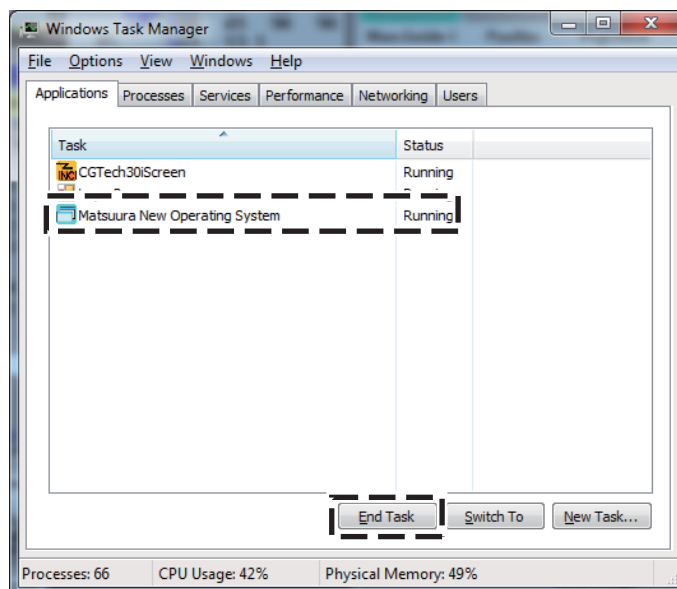 Windows Task Manager
File Options View Windows Help
Applications Processes Services Performance Networking Users
Task Status
CGTech30iScreen Running
Matsuura New Operating System Running
End Task Switch To New Task...
Processes: 66 CPU Usage: 42% Physical Memory: 49%